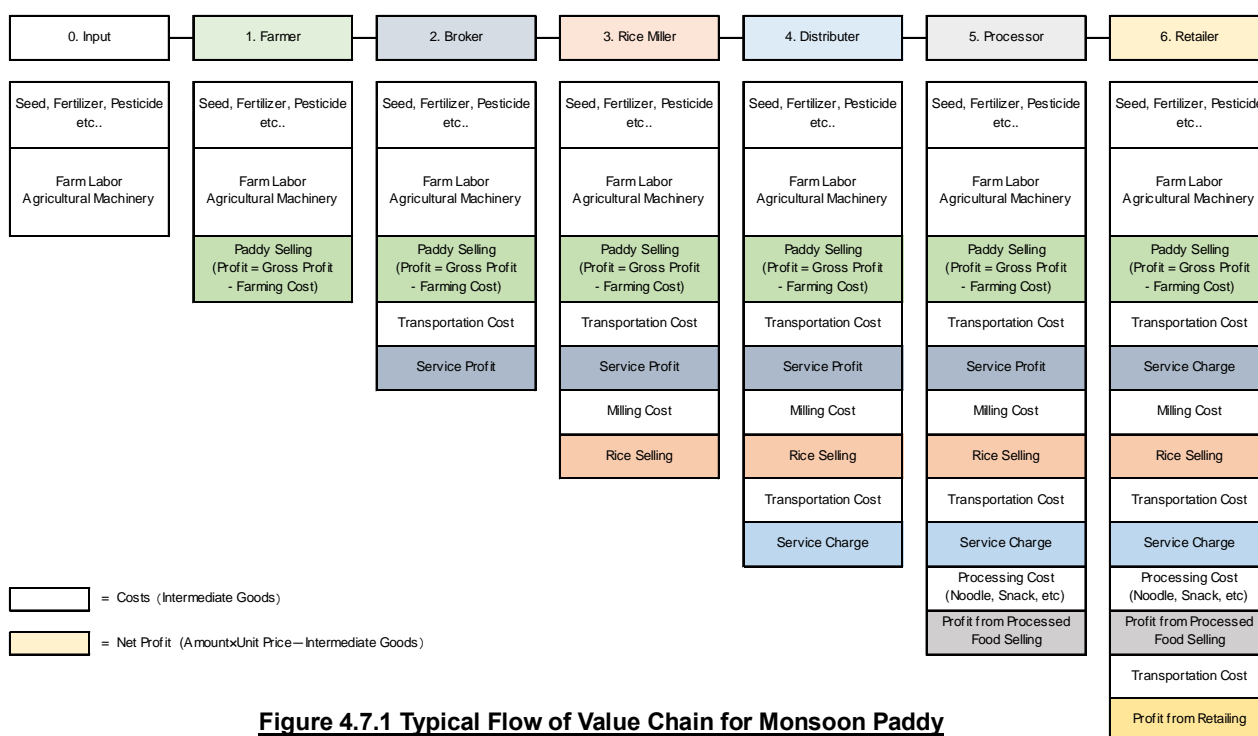 0. Input
1. Farmer
2. Broker
3. Rice Miller
4. Distributer
5. Processor
6. Retailer
Seed, Fertilizer, Pesticide
etc..
Farm Labor
Agricultural Machinery
Seed, Fertilizer, Pesticide
etc..
Farm Labor
Agricultural Machinery
Paddy Selling
(Profit = Gross Profit
- Farming Cost)
Seed, Fertilizer, Pesticide
etc..
Farm Labor
Agricultural Machinery
Paddy Selling
(Profit = Gross Profit
- Farming Cost)
Transportation Cost
Service Profit
Seed, Fertilizer, Pesticide
etc..
Farm Labor
Agricultural Machinery
Paddy Selling
(Profit = Gross Profit
- Farming Cost)
Transportation Cost
Service Profit
Milling Cost
Rice Selling
Seed, Fertilizer, Pesticide
etc..
Farm Labor
Agricultural Machinery
Paddy Selling
(Profit = Gross Profit
- Farming Cost)
Transportation Cost
Service Profit
Milling Cost
Rice Selling
Transportation Cost
Service Charge
Seed, Fertilizer, Pesticide
etc..
Farm Labor
Agricultural Machinery
Paddy Selling
(Profit = Gross Profit
- Farming Cost)
Transportation Cost
Service Profit
Milling Cost
Rice Selling
Transportation Cost
Service Charge
Processing Cost
(Noodle, Snack, etc)
Profit from Processed
Food Selling
Seed, Fertilizer, Pesticide
etc..
Farm Labor
Agricultural Machinery
Paddy Selling
(Profit = Gross Profit
- Farming Cost)
Transportation Cost
Service Charge
Milling Cost
Rice Selling
Transportation Cost
Service Charge
Processing Cost
(Noodle, Snack, etc)
Profit from Processed
Food Selling
Transportation Cost
Profit from Retailing
= Costs (Intermediate Goods)
= Net Profit (Amount×Unit Price－Intermediate Goods)
Figure 4.7.1 Typical Flow of Value Chain for Monsoon Paddy